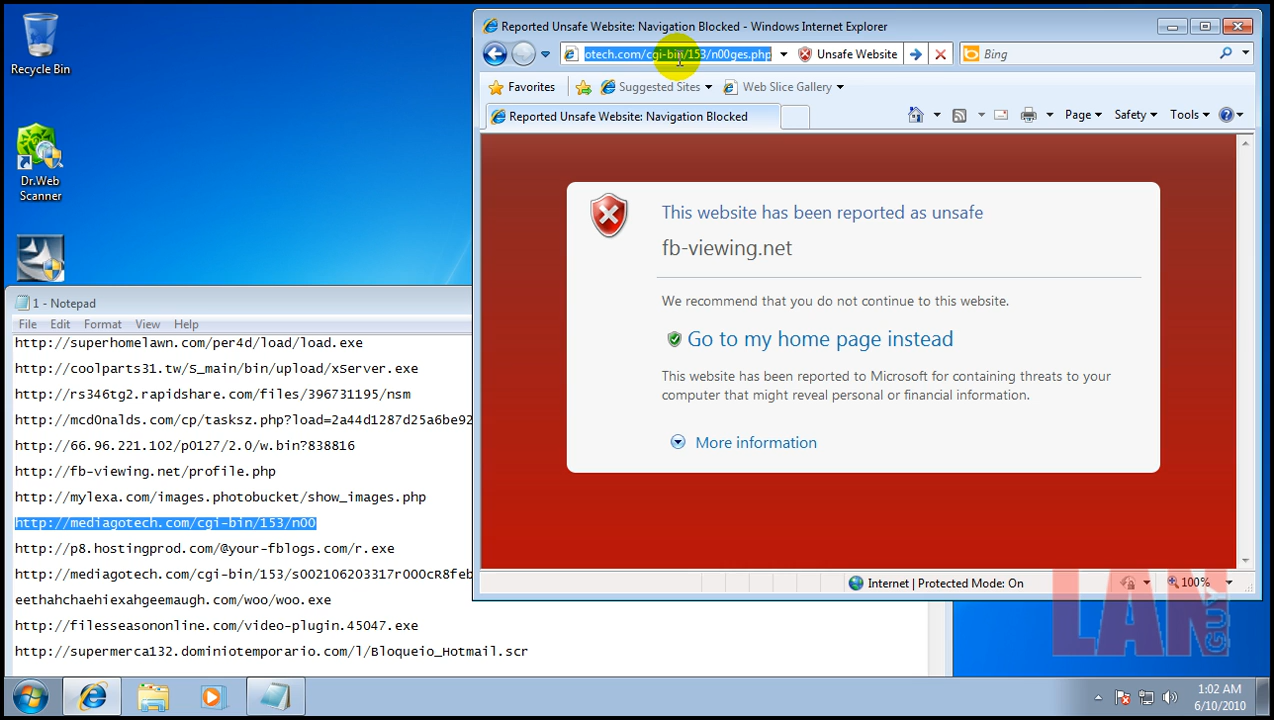 Recycle Bin
Dr.Web
Scanner
Reported Unsafe Website: Navigation Blocked - Windows Internet Explorer
otech.com/cgi-bin/153/n00ges.php
Unsafe Website
Bing
Favorites
Suggested Sites
Web Slice Gallery
Reported Unsafe Website: Navigation Blocked
Page
Safety
Tools
This website has been reported as unsafe
fb-viewing.net
We recommend that you do not continue to this website.
Go to my home page instead
This website has been reported to Microsoft for containing threats to your
computer that might reveal personal or financial information.
More information
Internet | Protected Mode: On
100%
1 - Notepad
File Edit Format View Help
http://superhomelawn.com/per4d/load/load.exe
http://coolparts31.tw/S_main/bin/upload/xServer.exe
http://rs346tg2.rapidshare.com/files/396731195/nsm
http://mcd0nalds.com/cp/tasksz.php?load=2a44d1287d25a6be92
http://66.96.221.102/p0127/2.0/w.bin?838816
http://fb-viewing.net/profile.php
http://mylexa.com/images.photobucket/show_images.php
http://mediagotech.com/cgi-bin/153/n00
http://p8.hostingprod.com/@your-fblogs.com/r.exe
http://mediagotech.com/cgi-bin/153/s002106203317r000cR8feb
eethahchaehiexahgeemaugh.com/woo/woo.exe
http://filesseasononline.com/video-plugin.45047.exe
http://supermerca132.dominiotemporario.com/l/Bloqueio_Hotmail.scr
LAN
GUY
1:02 AM
6/10/2010